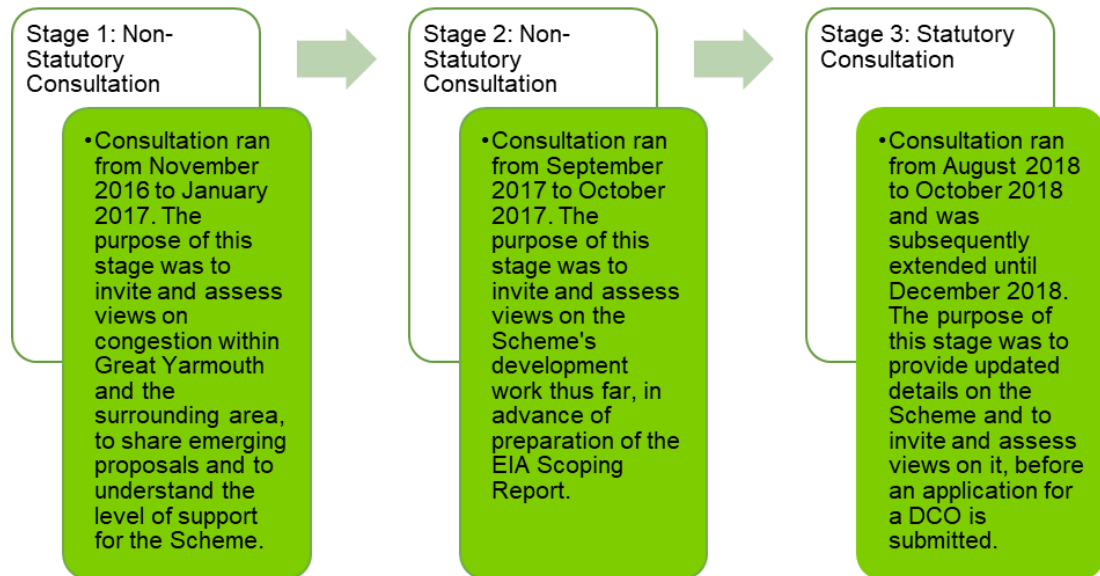 Stage 1: Non-
Statutory
Consultation
•Consultation ran
from November
2016 to January
2017. The
purpose of this
stage was to
invite and assess
views on
congestion within
Great Yarmouth
and the
surrounding area,
to share emerging
proposals and to
understand the
level of support
for the Scheme.
Stage 2: Non-
Statutory
Consultation
•Consultation ran
from September
2017 to October
2017. The
purpose of this
stage was to
invite and assess
views on the
Scheme's
development
work thus far, in
advance of
preparation of the
EIA Scoping
Report.
Stage 3: Statutory
Consultation
•Consultation ran
from August 2018
to October 2018
and was
subsequently
extended until
December 2018.
The purpose of
this stage was to
provide updated
details on the
Scheme and to
invite and assess
views on it, before
an application for
a DCO is
submitted.